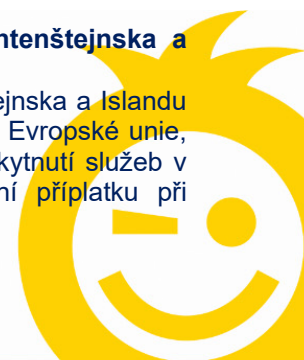 ntenštejnska a
ejnska a Islandu
Evropské unie,
kytnutí služeb v
ní příplatku při